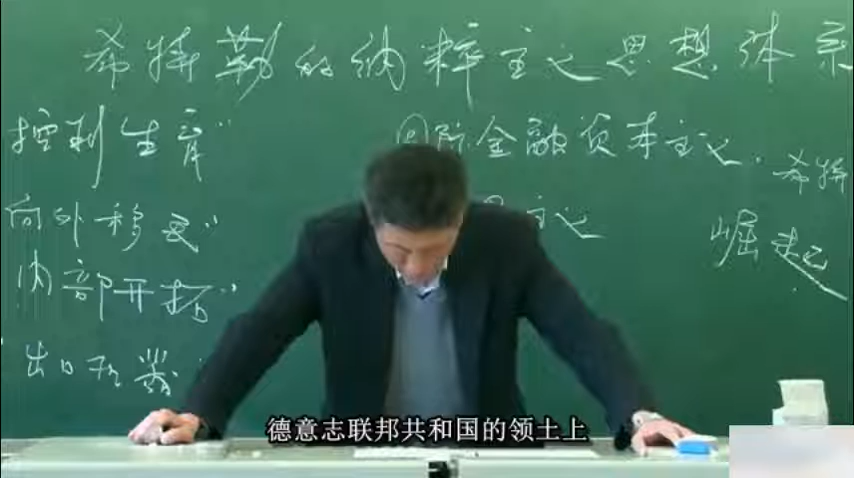 希特勒的纳粹主义思想体系
控制生育"
国际金融资本主义.
希特
向外移民"
主义
崛起
内部开拓"
出口
德意志联邦共和国的领土上